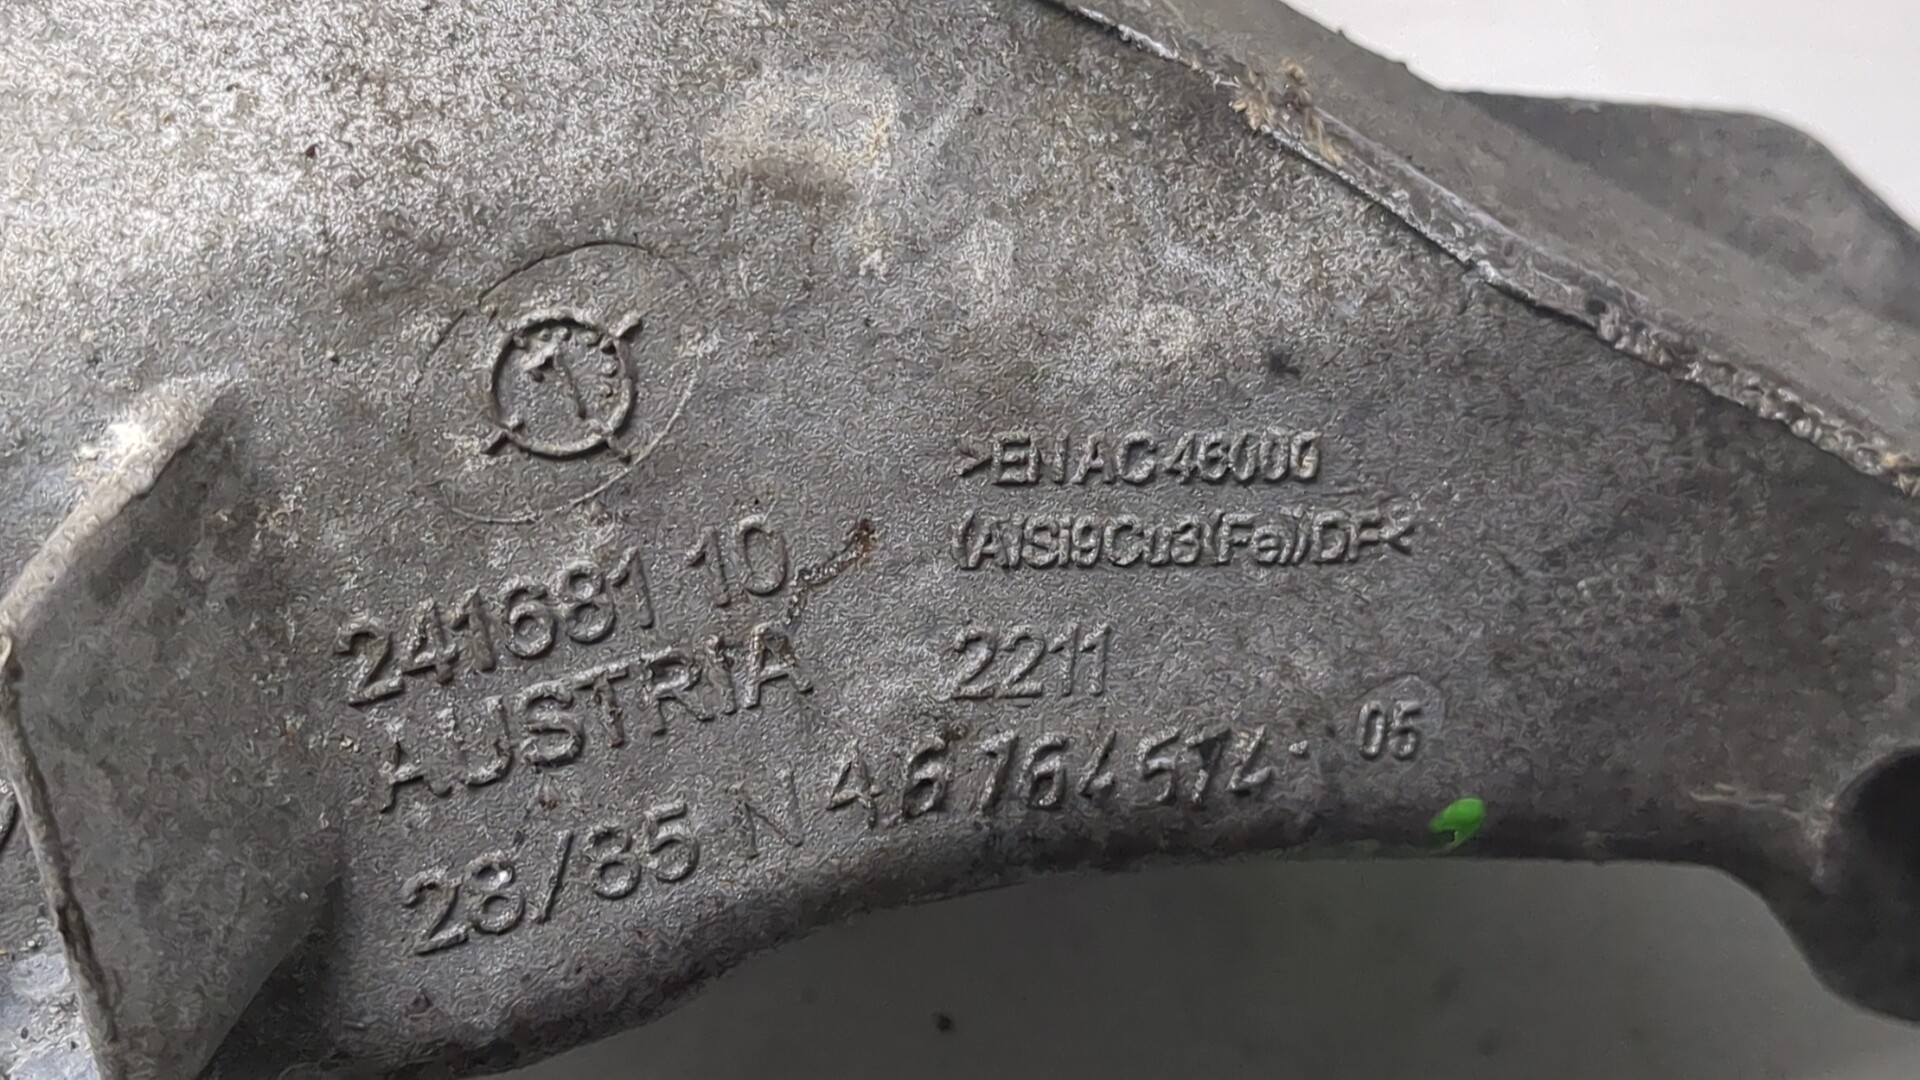 241681 10
AUSTRIA
28/85 N
>EN AC 46000
(AlSi9Cu3(Fe))DF<
2211
46764574
05